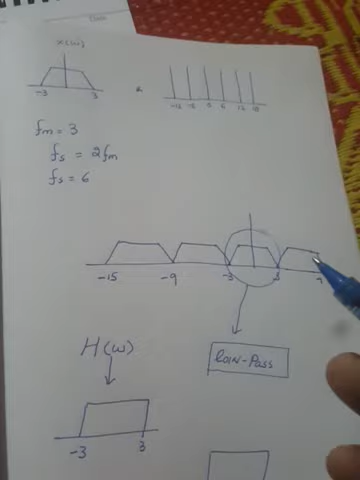 X(ω)
-3 3 * -12 -6 0 6 12 18
fm = 3
fs = 2fm
fs = 6
-15 -9 -3 3 9
H(ω)
low-Pass
-3 3